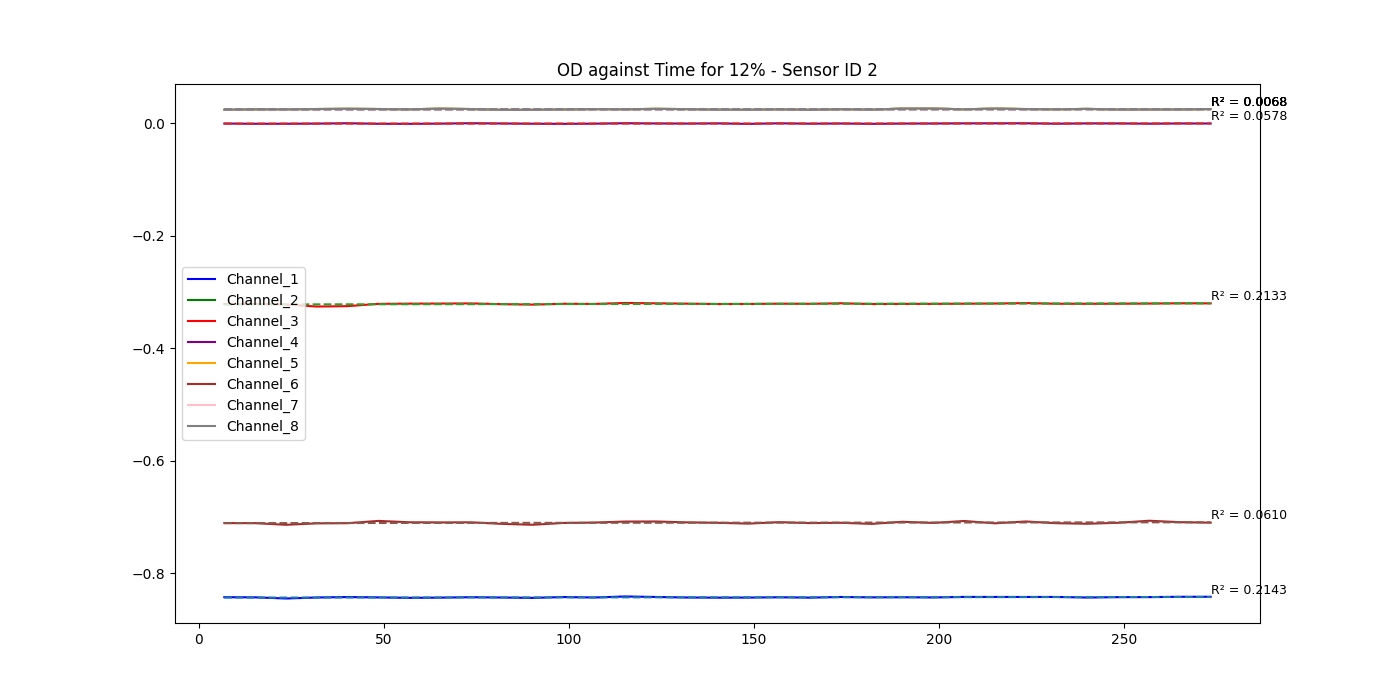 OD against Time for 12% - Sensor ID 2
R² = 0.0068
R² = 0.0578
0.0
−0.2
Channel_1
Channel_2
Channel_3
Channel_4
Channel_5
Channel_6
Channel_7
Channel_8
R² = 0.2133
−0.4
−0.6
R² = 0.0610
−0.8
R² = 0.2143
0
50
100
150
200
250